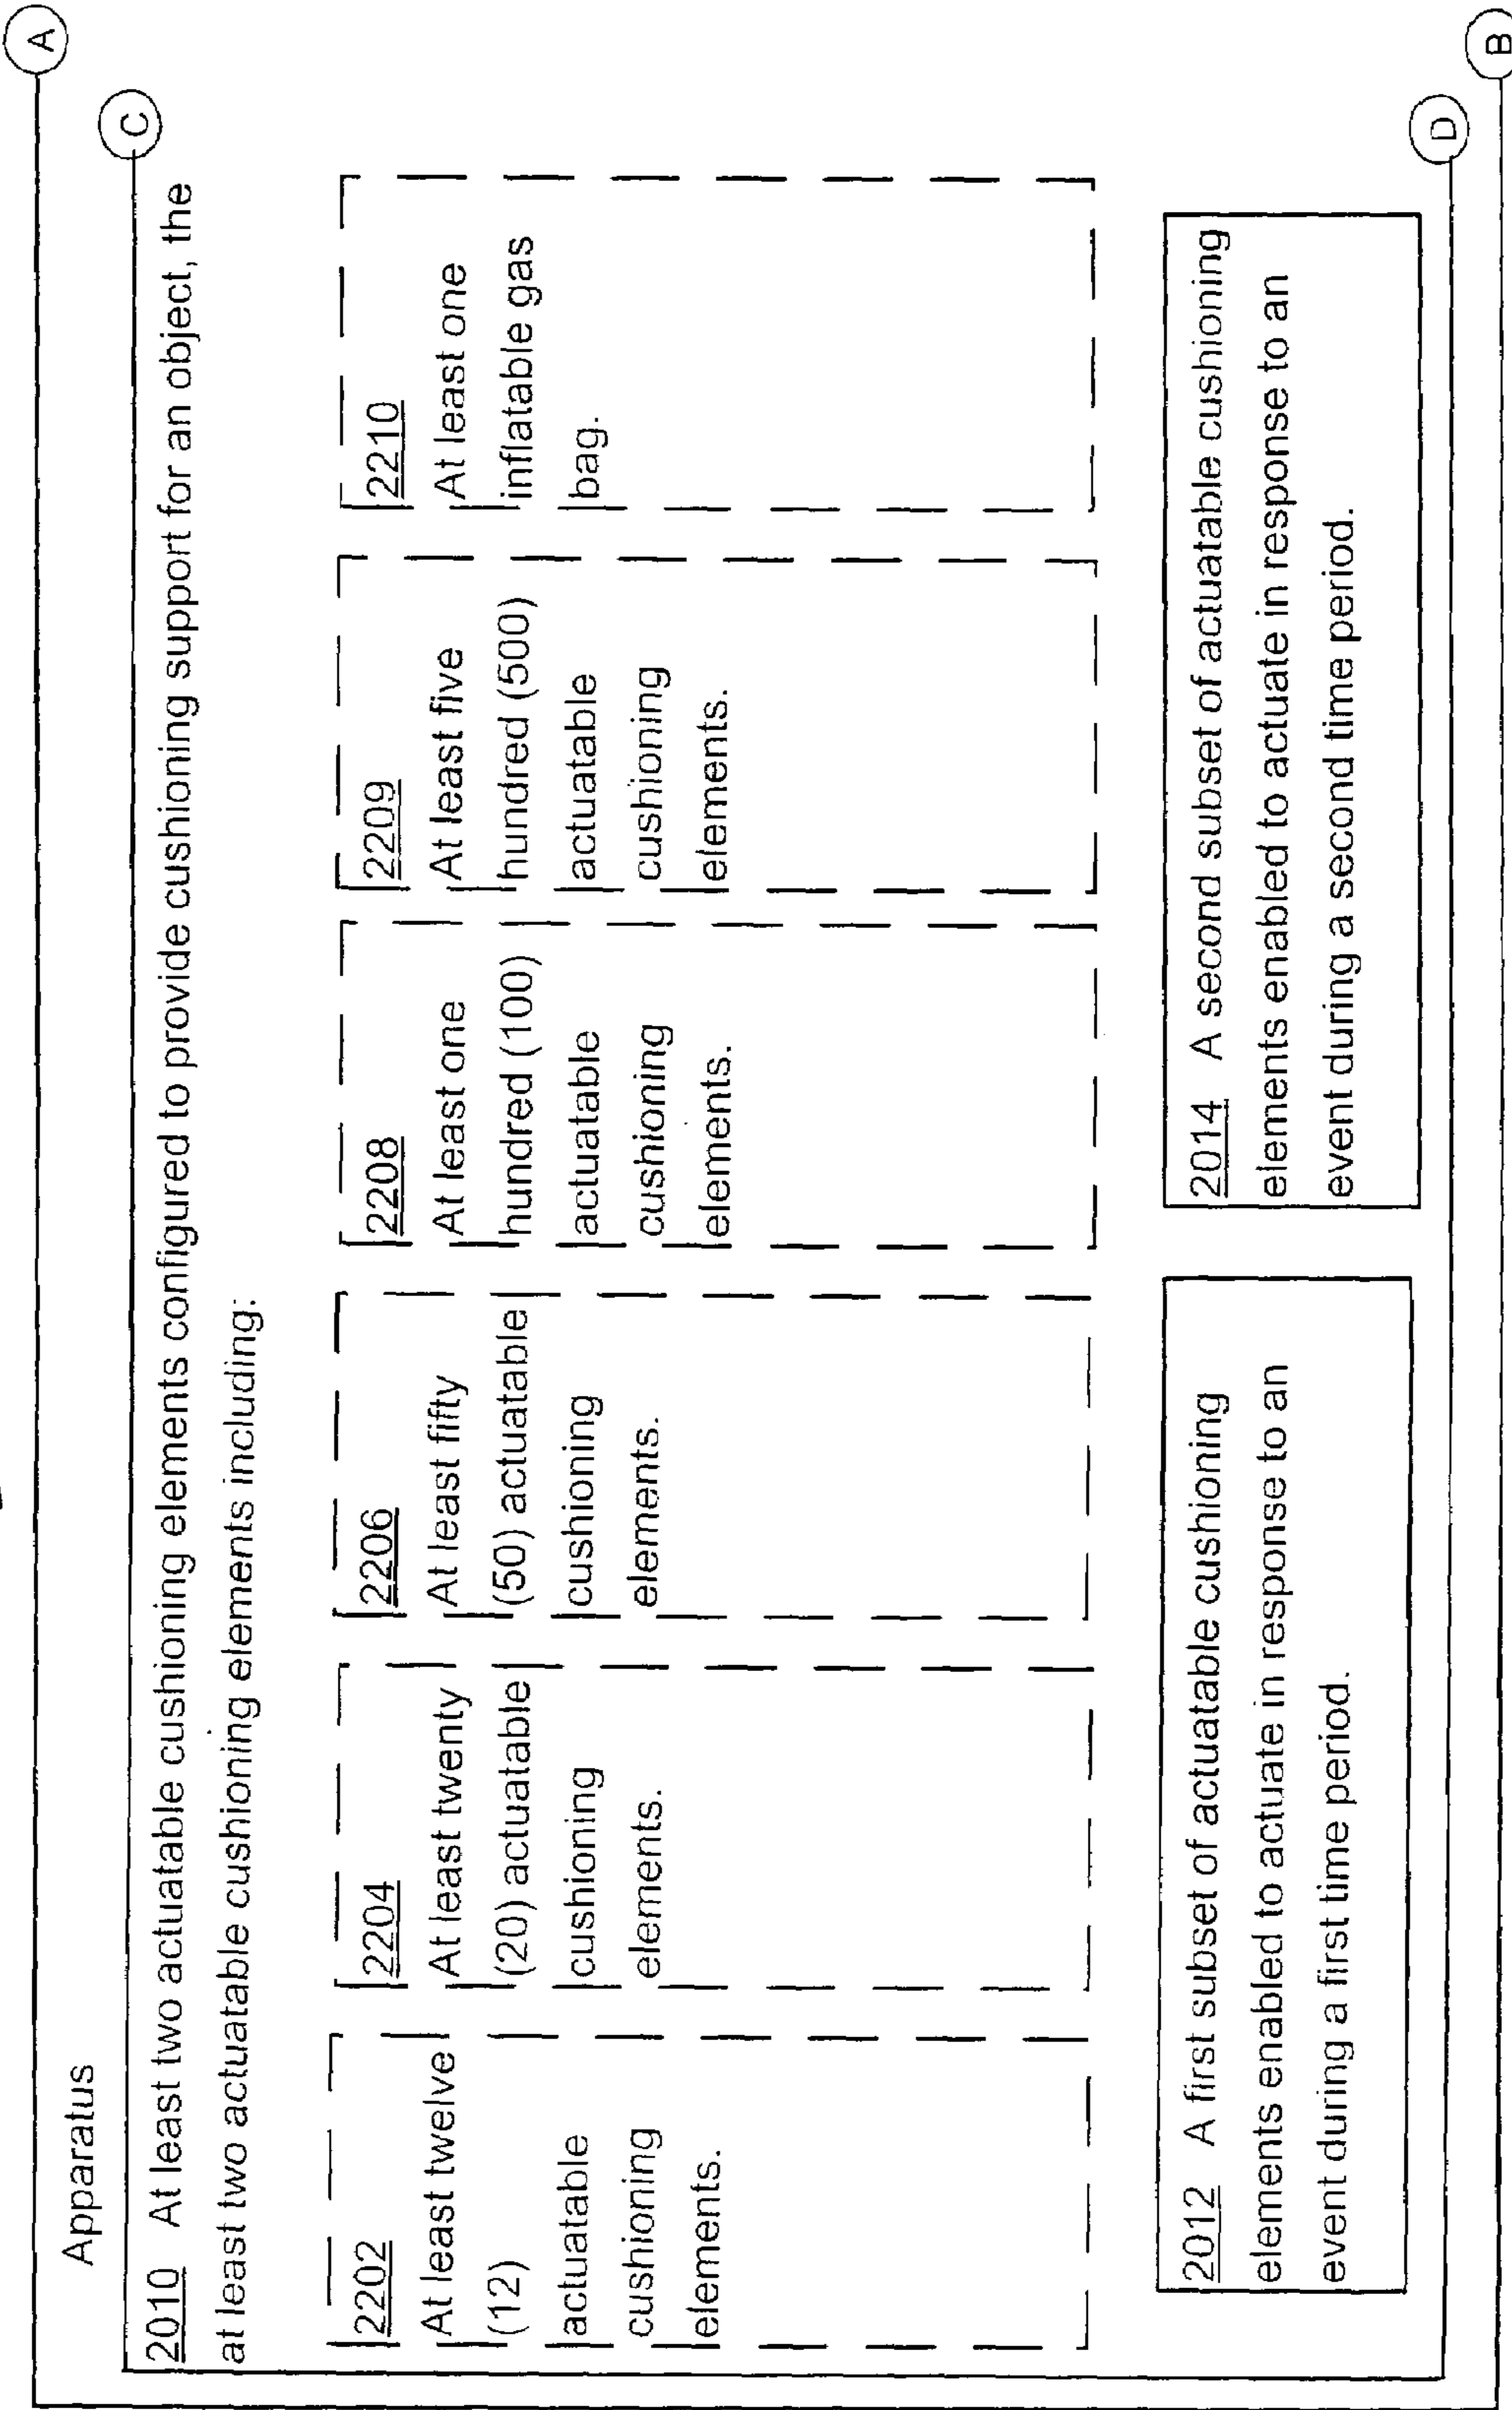 A
Apparatus
C
2010 At least two actuatable cushioning elements configured to provide cushioning support for an object, the
at least two actuatable cushioning elements including:
2202
At least twelve
(12)
actuatable
cushioning
elements.
2204
At least twenty
(20) actuatable
cushioning
elements.
2206
At least fifty
(50) actuatable
cushioning
elements.
2208
At least one
hundred (100)
actuatable
cushioning
elements.
2209
At least five
hundred (500)
actuatable
cushioning
elements.
2210
At least one
inflatable gas
bag.
2012 A first subset of actuatable cushioning
elements enabled to actuate in response to an
event during a first time period.
2014 A second subset of actuatable cushioning
elements enabled to actuate in response to an
event during a second time period.
D
B